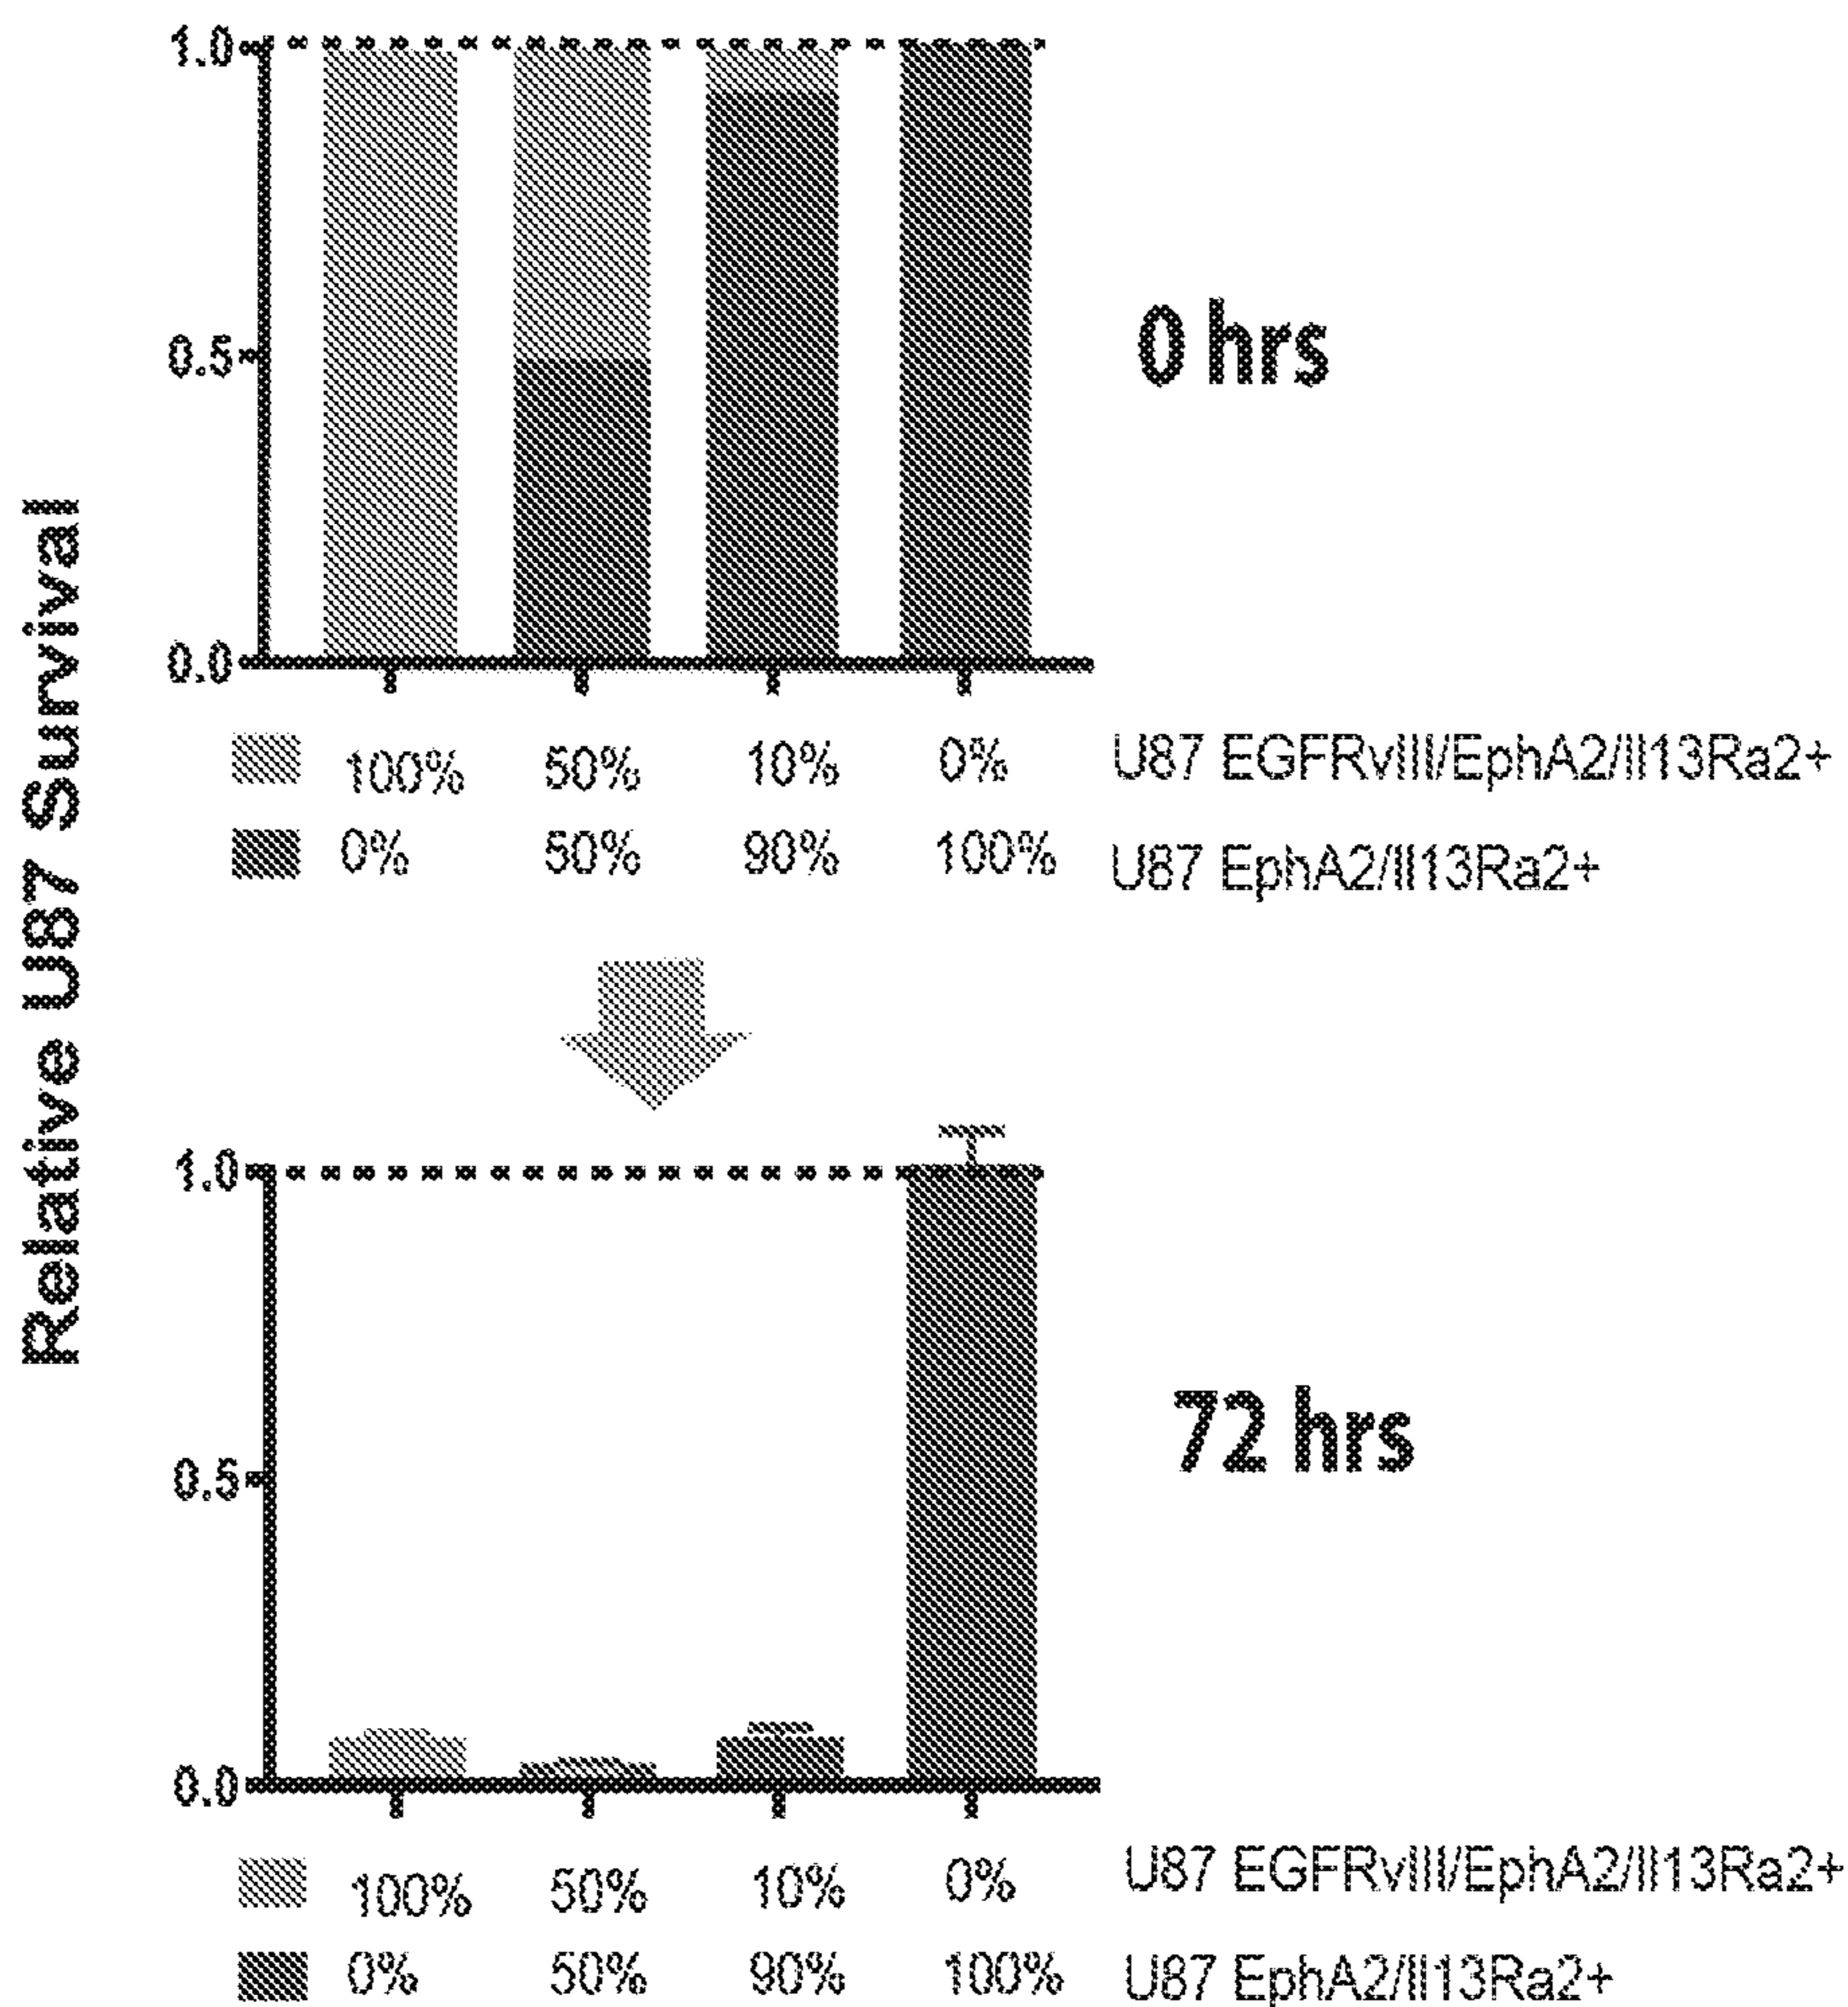 Relative U87 Survival
1.0
0.5
0.0
0 hrs
100% 50% 10% 0% U87 EGFRvIII/EphA2/Il13Ra2+
0% 50% 90% 100% U87 EphA2/Il13Ra2+
1.0
0.5
0.0
72 hrs
100% 50% 10% 0% U87 EGFRvIII/EphA2/Il13Ra2+
0% 50% 90% 100% U87 EphA2/Il13Ra2+